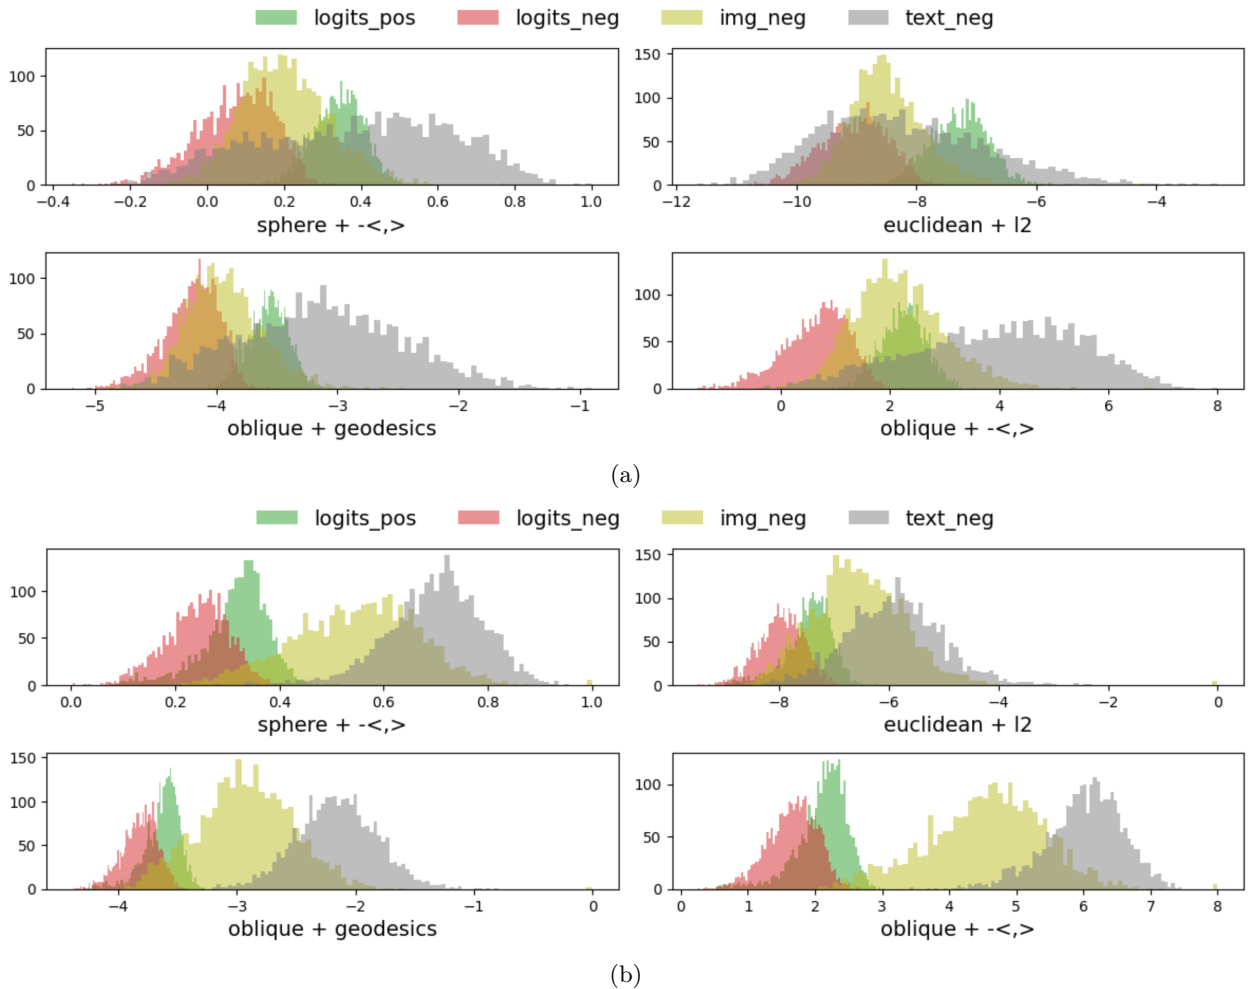 logits_pos logits_neg img_neg text_neg
100
50
0
−0.4 −0.2 0.0 0.2 0.4 0.6 0.8 1.0
sphere + -<,>
150
100
50
0
−12 −10 −8 −6 −4
euclidean + l2
100
50
0
−5 −4 −3 −2 −1
oblique + geodesics
100
50
0
0 2 4 6 8
oblique + -<,>
(a)
logits_pos logits_neg img_neg text_neg
100
50
0
0.0 0.2 0.4 0.6 0.8 1.0
sphere + -<,>
150
100
50
0
−8 −6 −4 −2 0
euclidean + l2
150
100
50
0
−4 −3 −2 −1 0
oblique + geodesics
100
50
0
0 1 2 3 4 5 6 7 8
oblique + -<,>
(b)